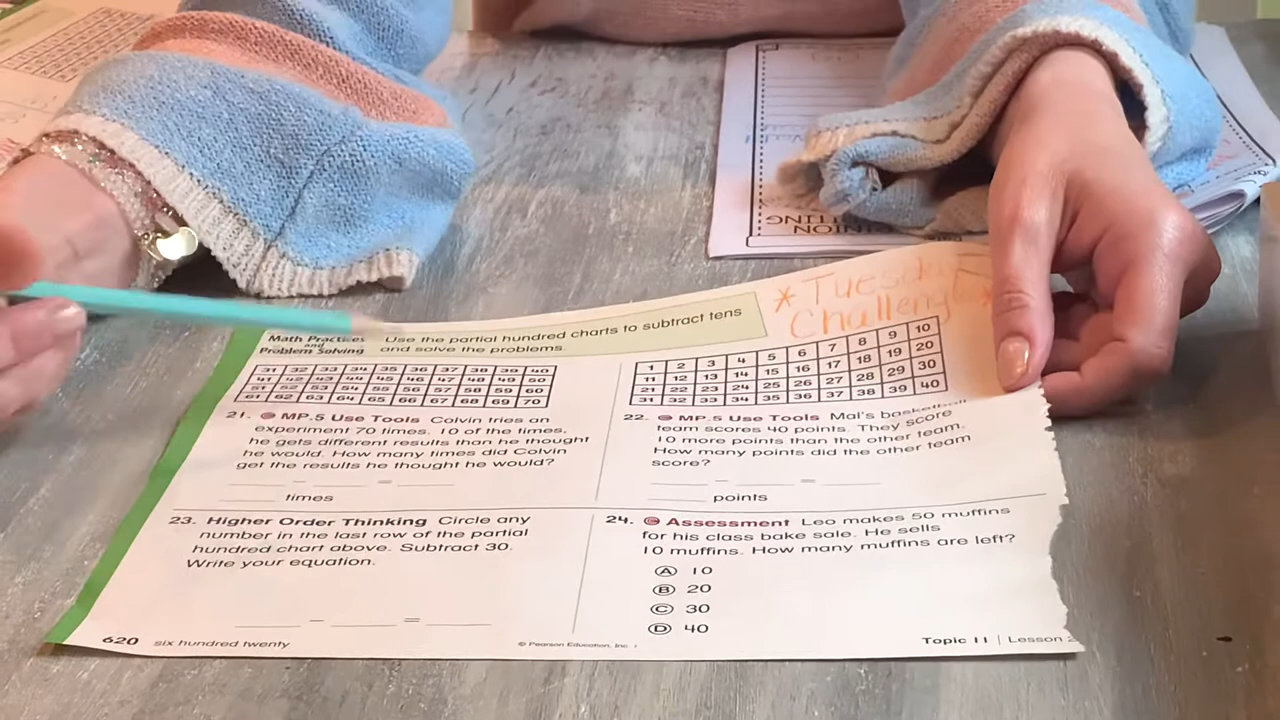 * Tuesday
Challenge *
Math Practices
and
Problem Solving
Use the partial hundred charts to subtract tens
and solve the problems.
31 32 33 34 35 36 37 38 39 40
41 42 43 44 45 46 47 48 49 50
51 52 53 54 55 56 57 58 59 60
61 62 63 64 65 66 67 68 69 70
21. MP.5 Use Tools Colvin tries an
experiment 70 times. 10 of the times,
he gets different results than he thought
he would. How many times did Colvin
get the results he thought he would?
_____ - _____ = _____
_____ times
1 2 3 4 5 6 7 8 9 10
11 12 13 14 15 16 17 18 19 20
21 22 23 24 25 26 27 28 29 30
31 32 33 34 35 36 37 38 39 40
22. MP.5 Use Tools Mal's basketball
team scores 40 points. They score
10 more points than the other team.
How many points did the other team
score?
_____ - _____ = _____
_____ points
23. Higher Order Thinking Circle any
number in the last row of the partial
hundred chart above. Subtract 30.
Write your equation.
_____ - _____ = _____
24. Assessment Leo makes 50 muffins
for his class bake sale. He sells
10 muffins. How many muffins are left?
A 10
B 20
C 30
D 40
620 six hundred twenty
© Pearson Education, Inc.
Topic 11 | Lesson